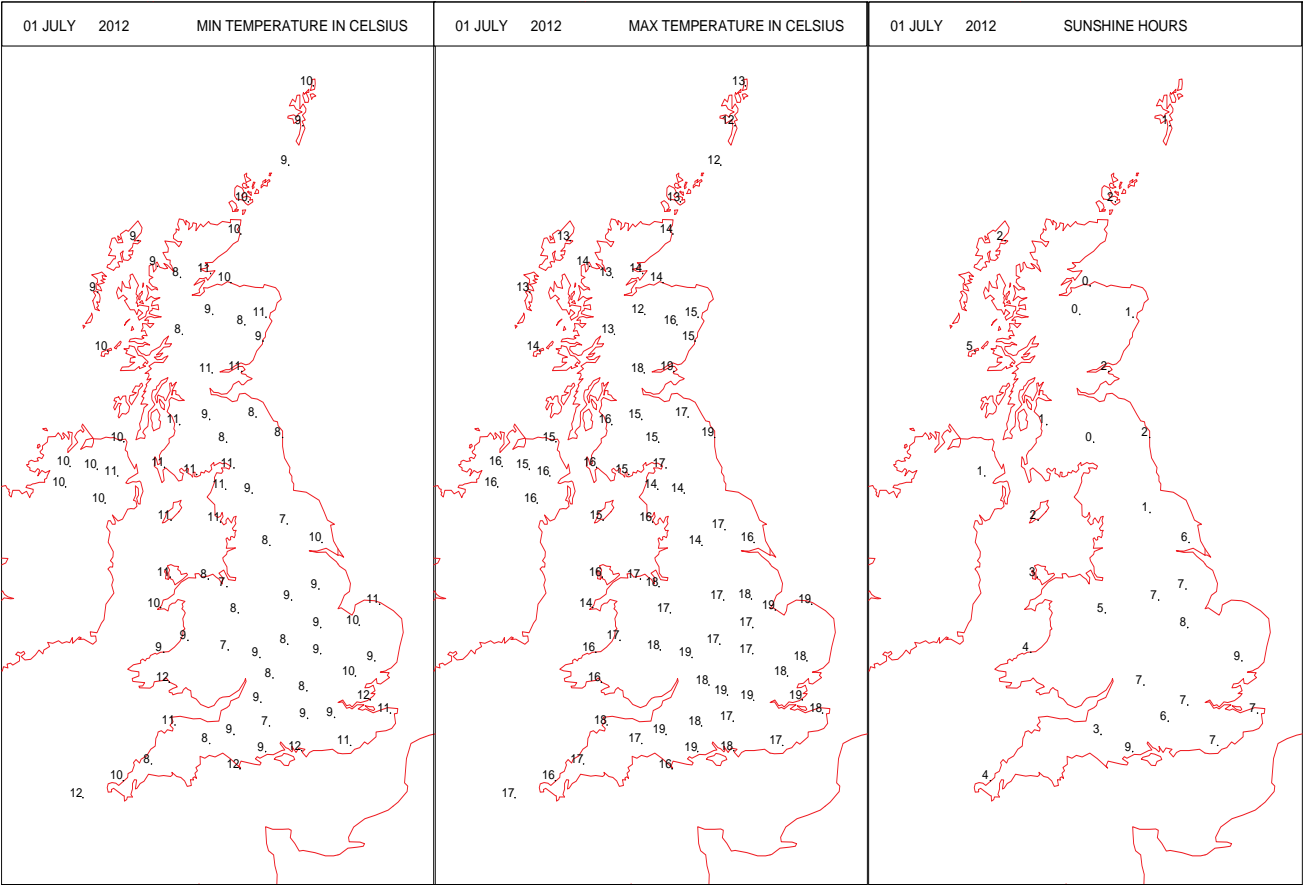 01 JULY 2012 MIN TEMPERATURE IN CELSIUS
10.
9.
9.
10.
10.
9.
9. 8. 11. 10.
9.
9. 8. 11.
8. 9.
10.
11. 11.
11. 9. 8.
10. 8. 8.
10. 10. 11. 11. 11. 11.
10. 10. 11. 9.
11. 11. 7.
8. 10.
11. 8. 7. 9.
10. 8. 9. 11.
9. 10.
9. 9. 7. 8. 9.
9. 9.
12. 8. 10.
8. 12.
9. 11.
11. 9. 7. 9. 9.
8. 9. 12. 11.
8. 12.
10.
12.
01 JULY 2012 MAX TEMPERATURE IN CELSIUS
13.
12.
12.
13.
14.
13.
14. 13. 14. 14.
13.
12. 16. 15.
13. 15.
14.
18. 19.
16. 15. 17.
15. 15. 19.
16. 15. 16. 16. 15. 17.
16. 16. 14. 14.
15. 16. 17.
14. 16.
16. 17. 18.
14. 17. 17. 18. 19. 19.
17.
16. 17. 18. 17. 17.
19. 18.
16. 18. 18.
19. 19. 19.
18.
18. 19. 18. 17.
17. 19. 18. 17.
17. 16.
16.
17.
01 JULY 2012 SUNSHINE HOURS
1.
2.
2.
0.
0. 1.
5.
2.
1.
0. 2.
1.
1.
2.
6.
3.
7.
5. 7.
8.
4.
9.
7.
7. 7.
6.
3. 7.
9.
4.